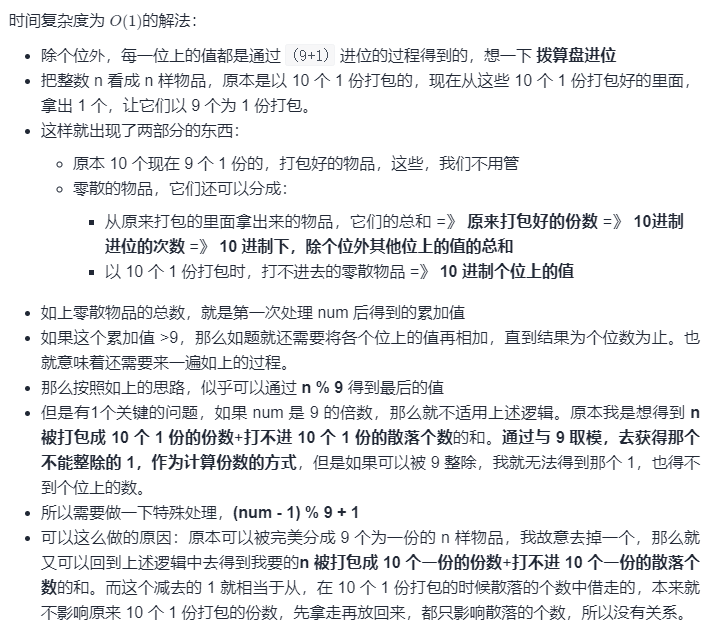 时间复杂度为 O(1)的解法：
除个位外，每一位上的值都是通过 (9+1) 进位的过程得到的，想一下 拨算盘进位
把整数 n 看成 n 样物品，原本是以 10 个 1 份打包的，现在从这些 10 个 1 份打包好的里面，
拿出 1 个，让它们以 9 个为 1 份打包。
这样就出现了两部分的东西：
原本 10 个现在 9 个 1 份的，打包好的物品，这些，我们不用管
零散的物品，它们还可以分成：
从原来打包的里面拿出来的物品，它们的总和 =》 原来打包好的份数 =》 10进制
进位的次数 =》 10 进制下，除个位外其他位上的值的总和
以 10 个 1 份打包时，打不进去的零散物品 =》 10 进制个位上的值
如上零散物品的总数，就是第一次处理 num 后得到的累加值
如果这个累加值 >9，那么如题就还需要将各个位上的值再相加，直到结果为个位数为止。也
就意味着还需要来一遍如上的过程。
那么按照如上的思路，似乎可以通过 n % 9 得到最后的值
但是有1个关键的问题，如果 num 是 9 的倍数，那么就不适用上述逻辑。原本我是想得到 n
被打包成 10 个 1 份的份数+打不进 10 个 1 份的散落个数的和。通过与 9 取模，去获得那个
不能整除的 1，作为计算份数的方式，但是如果可以被 9 整除，我就无法得到那个 1，也得不
到个位上的数。
所以需要做一下特殊处理，(num - 1) % 9 + 1
可以这么做的原因：原本可以被完美分成 9 个为一份的 n 样物品，我故意去掉一个，那么就
又可以回到上述逻辑中去得到我要的n 被打包成 10 个一份的份数+打不进 10 个一份的散落个
数的和。而这个减去的 1 就相当于从，在 10 个 1 份打包的时候散落的个数中借走的，本来就
不影响原来 10 个 1 份打包的份数，先拿走再放回来，都只影响散落的个数，所以没有关系。